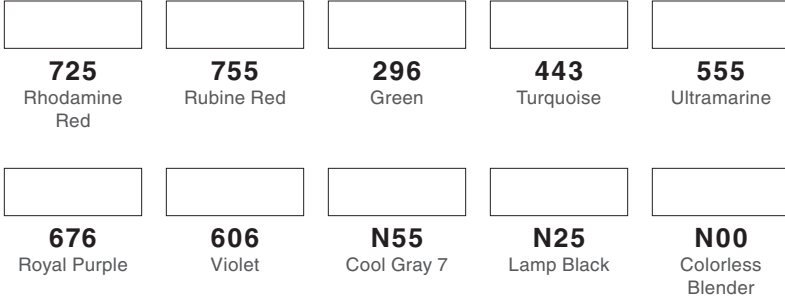 725 755 296 443 555
Rhodamine Rubine Red Green Turquoise Ultramarine
Red
676 606 N55 N25 N00
Royal Purple Violet Cool Gray 7 Lamp Black Colorless
Blender